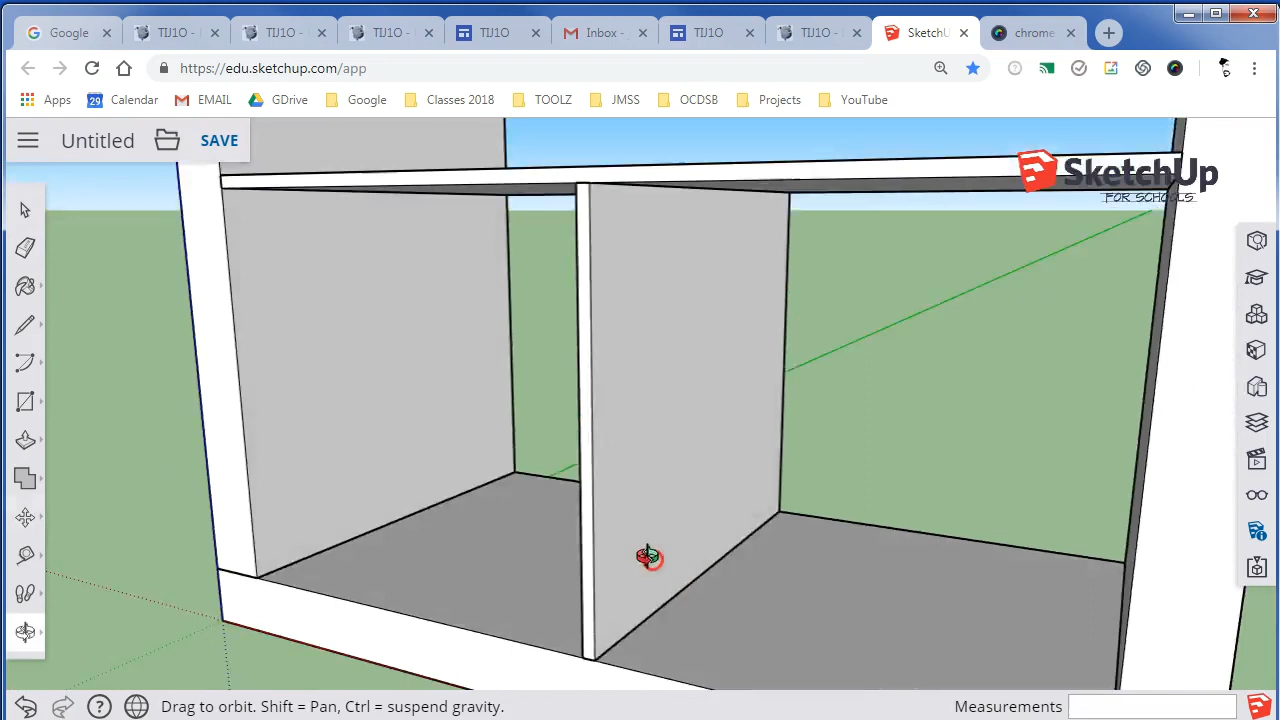 Google
TIJ1O -
TIJ1O -
TIJ1O -
TIJ1O
Inbox -
TIJ1O
TIJ1O -
SketchU
chrome
https://edu.sketchup.com/app
Apps
29 Calendar
EMAIL
GDrive
Google
Classes 2018
TOOLZ
JMSS
OCDSB
Projects
YouTube
Untitled
SAVE
SketchUp
FOR SCHOOLS
Drag to orbit. Shift = Pan, Ctrl = suspend gravity.
Measurements